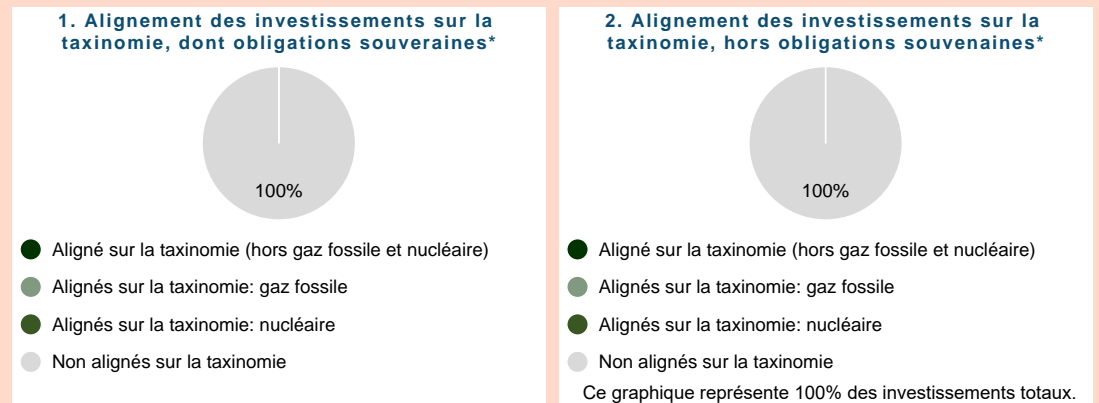 1. Alignement des investissements sur la
taxinomie, dont obligations souveraines*
100%
Aligné sur la taxinomie (hors gaz fossile et nucléaire)
Alignés sur la taxinomie: gaz fossile
Alignés sur la taxinomie: nucléaire
Non alignés sur la taxinomie
2. Alignement des investissements sur la
taxinomie, hors obligations souvenaines*
100%
Aligné sur la taxinomie (hors gaz fossile et nucléaire)
Alignés sur la taxinomie: gaz fossile
Alignés sur la taxinomie: nucléaire
Non alignés sur la taxinomie
Ce graphique représente 100% des investissements totaux.